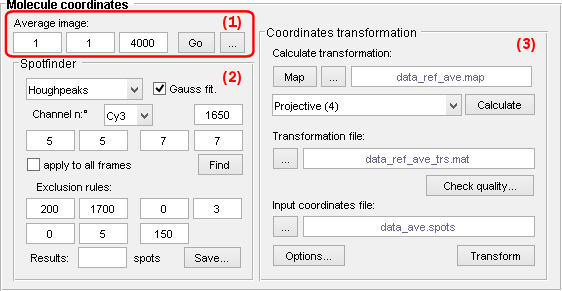 Molecule coordinates
Average image: (1)
1 1 4000 Go ...
Spotfinder (2)
Houghpeaks Gauss fit.
Channel n:° Cy3 1650
5 5 7 7
apply to all frames Find
Exclusion rules:
200 1700 0 3
0 5 150
Results: spots Save...
Coordinates transformation
(3)
Calculate transformation:
Map ... data_ref_ave.map
Projective (4) Calculate
Transformation file:
... data_ref_ave_trs.mat
Check quality...
Input coordinates file:
... data_ave.spots
Options... Transform